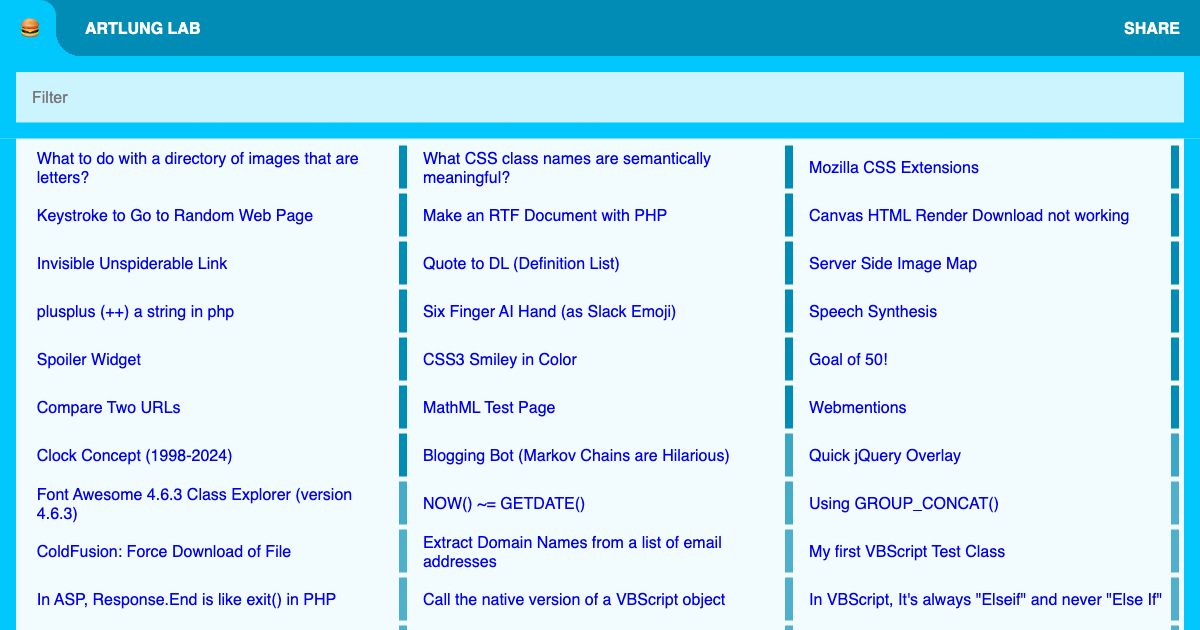 ARTLUNG LAB
SHARE
Filter
What to do with a directory of images that are
letters?
What CSS class names are semantically
meaningful?
Mozilla CSS Extensions
Keystroke to Go to Random Web Page
Make an RTF Document with PHP
Canvas HTML Render Download not working
Invisible Unspiderable Link
Quote to DL (Definition List)
Server Side Image Map
plusplus (++) a string in php
Six Finger AI Hand (as Slack Emoji)
Speech Synthesis
Spoiler Widget
CSS3 Smiley in Color
Goal of 50!
Compare Two URLs
MathML Test Page
Webmentions
Clock Concept (1998-2024)
Blogging Bot (Markov Chains are Hilarious)
Quick jQuery Overlay
Font Awesome 4.6.3 Class Explorer (version
4.6.3)
NOW() ~= GETDATE()
Using GROUP_CONCAT()
ColdFusion: Force Download of File
Extract Domain Names from a list of email
addresses
My first VBScript Test Class
In ASP, Response.End is like exit() in PHP
Call the native version of a VBScript object
In VBScript, It's always "Elseif" and never "Else If"